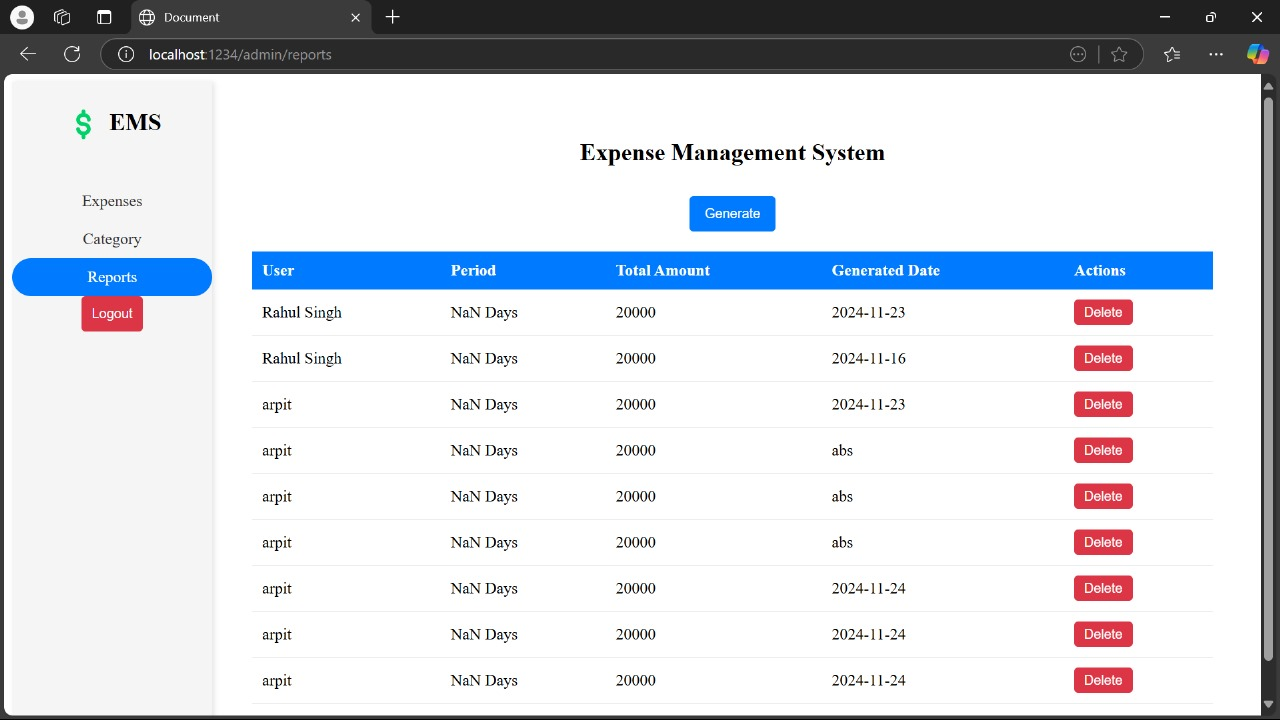 Document
localhost:1234/admin/reports
EMS
Expenses
Category
Reports
Logout
Expense Management System
Generate
User Period Total Amount Generated Date Actions
Rahul Singh NaN Days 20000 2024-11-23 Delete
Rahul Singh NaN Days 20000 2024-11-16 Delete
arpit NaN Days 20000 2024-11-23 Delete
arpit NaN Days 20000 abs Delete
arpit NaN Days 20000 abs Delete
arpit NaN Days 20000 abs Delete
arpit NaN Days 20000 2024-11-24 Delete
arpit NaN Days 20000 2024-11-24 Delete
arpit NaN Days 20000 2024-11-24 Delete